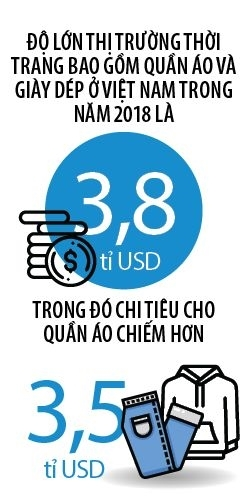 ĐỘ LỚN THỊ TRƯỜNG THỜI
TRANG BAO GỒM QUẦN ÁO VÀ
GIÀY DÉP Ở VIỆT NAM TRONG
NĂM 2018 LÀ
3,8
tỉ USD
$
TRONG ĐÓ CHI TIÊU CHO
QUẦN ÁO CHIẾM HƠN
3,5
tỉ USD